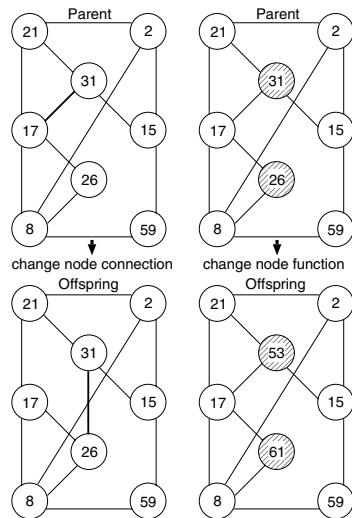 Parent Parent
21 2 21 2
31 31
17 15 17 15
26 26
8 59 8 59
change node connection change node function
Offspring Offspring
21 2 21 2
31 53
17 15 17 15
26 61
8 59 8 59